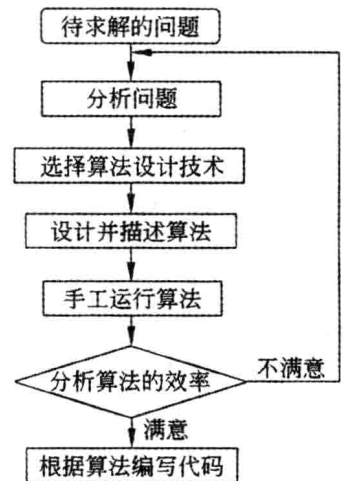 待求解的问题
分析问题
选择算法设计技术
设计并描述算法
手工运行算法
分析算法的效率
不满意
满意
根据算法编写代码